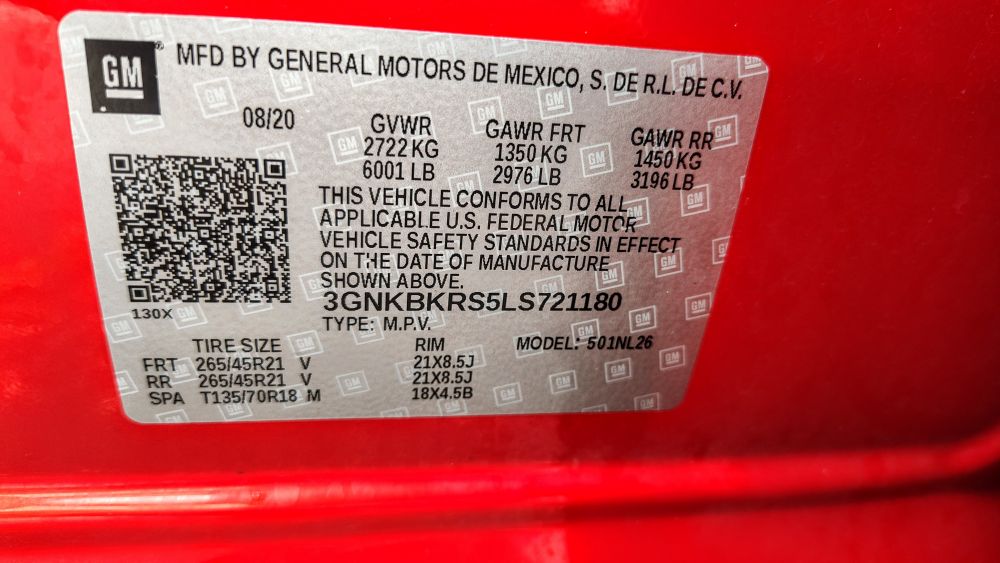 GM ® MFD BY GENERAL MOTORS DE MEXICO, S. DE R.L. DE C.V.
08/20 GVWR GAWR FRT GAWR RR
2722 KG 1350 KG 1450 KG
6001 LB 2976 LB 3196 LB
THIS VEHICLE CONFORMS TO ALL
APPLICABLE U.S. FEDERAL MOTOR
VEHICLE SAFETY STANDARDS IN EFFECT
ON THE DATE OF MANUFACTURE
SHOWN ABOVE.
3GNKBKRS5LS721180
130X TYPE: M.P.V. MODEL: 501NL26
TIRE SIZE RIM
FRT 265/45R21 V 21X8.5J
RR 265/45R21 V 21X8.5J
SPA T135/70R18 M 18X4.5B